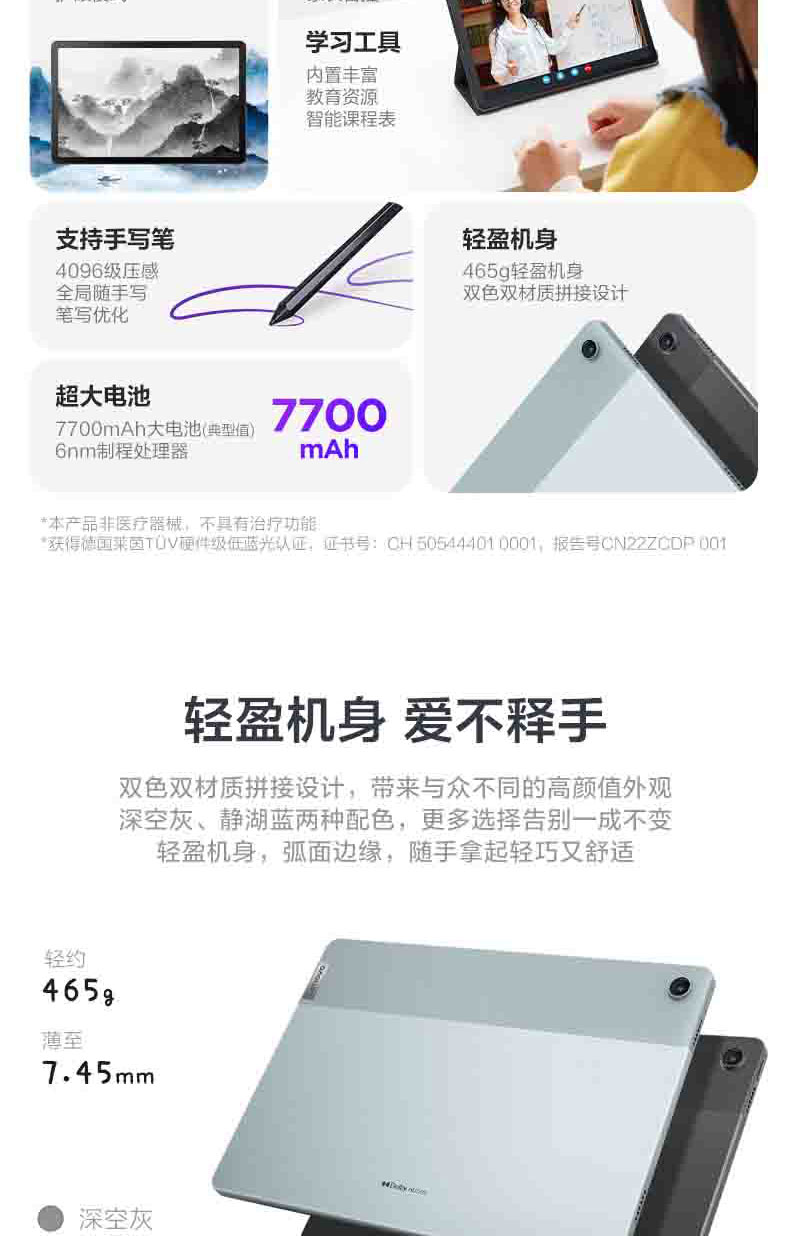 学习工具
内置丰富
教育资源
智能课程表
支持手写笔
4096级压感
全局随手写
笔写优化
轻盈机身
465g轻盈机身
双色双材质拼接设计
超大电池
7700mAh大电池(典型值)
6nm制程处理器
7700
mAh
*本产品非医疗器械，不具有治疗功能
*获得德国莱茵TÜV硬件级低蓝光认证，证书号：CH 50544401 0001，报告号CN22ZCDP 001
轻盈机身 爱不释手
双色双材质拼接设计，带来与众不同的高颜值外观
深空灰、静湖蓝两种配色，更多选择告别一成不变
轻盈机身，弧面边缘，随手拿起轻巧又舒适
轻约
465g
薄至
7.45mm
Lenovo
Dolby
深空灰